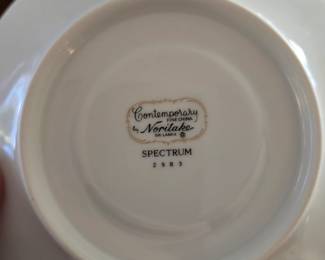 Contemporary
FINE CHINA
by Noritake
SRI LANKA
SPECTRUM
2983